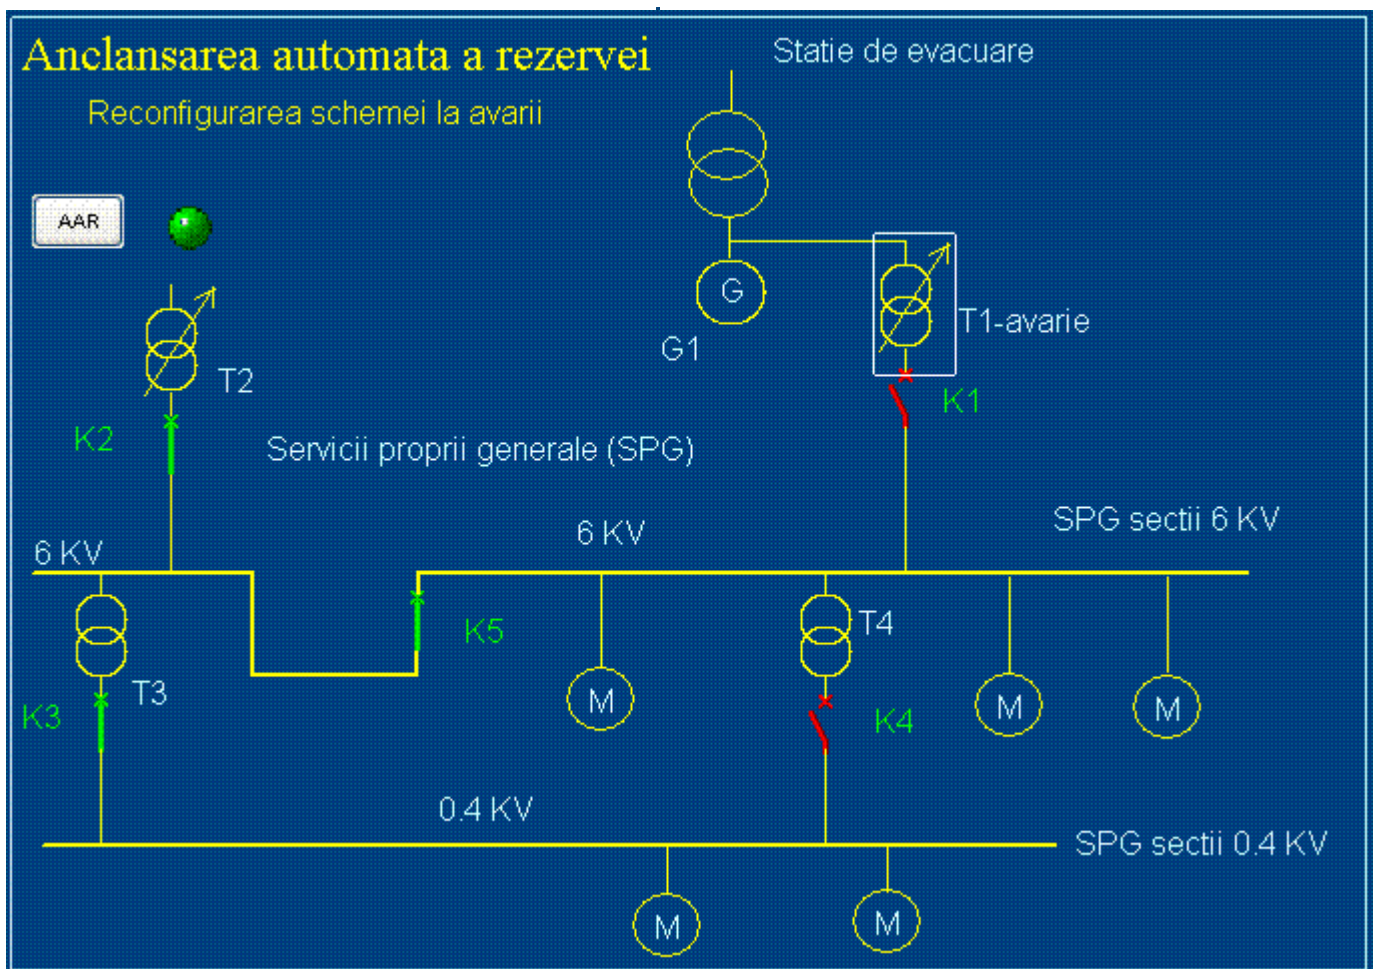 Anclansarea automata a rezervei
Statie de evacuare
Reconfigurarea schemei la avarii
AAR
G
T1-avarie
G1
T2
K1
K2
Servicii proprii generale (SPG)
SPG sectii 6 KV
6 KV
6 KV
T4
K5
T3
M
M
M
K3
K4
0.4 KV
SPG sectii 0.4 KV
M
M